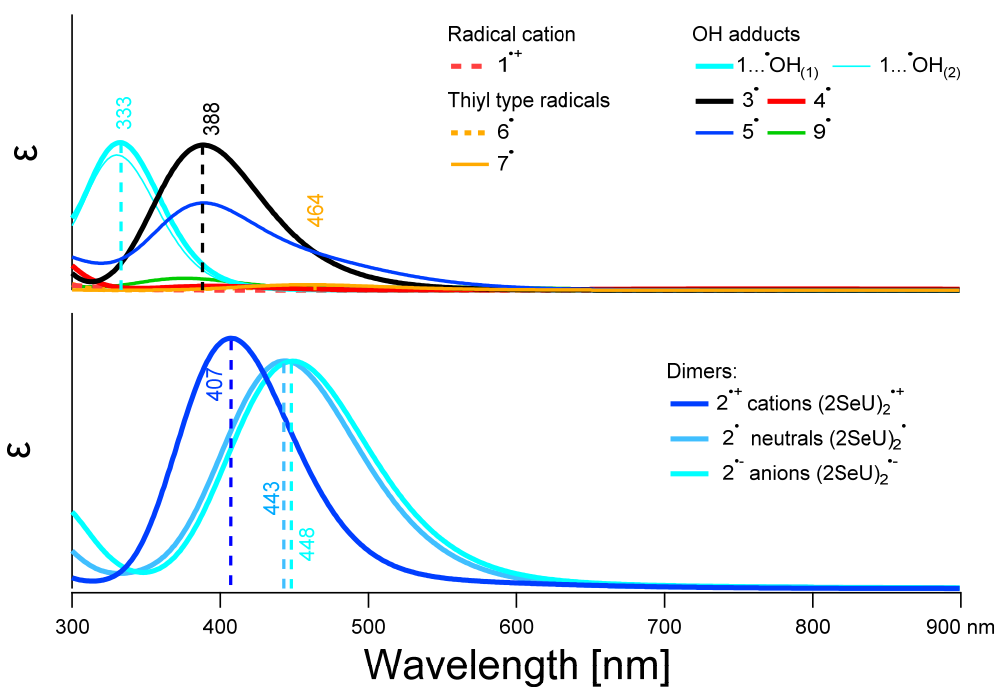 Radical cation
1•+
Thiyl type radicals
6•
7•
OH adducts
1...•OH(1) 1...•OH(2)
3• 4•
5• 9•
333
388
464
ε
Dimers:
2•+ cations (2SeU)2•+
2• neutrals (2SeU)2•
2•- anions (2SeU)2•-
407
443
448
ε
300 400 500 600 700 800 900 nm
Wavelength [nm]